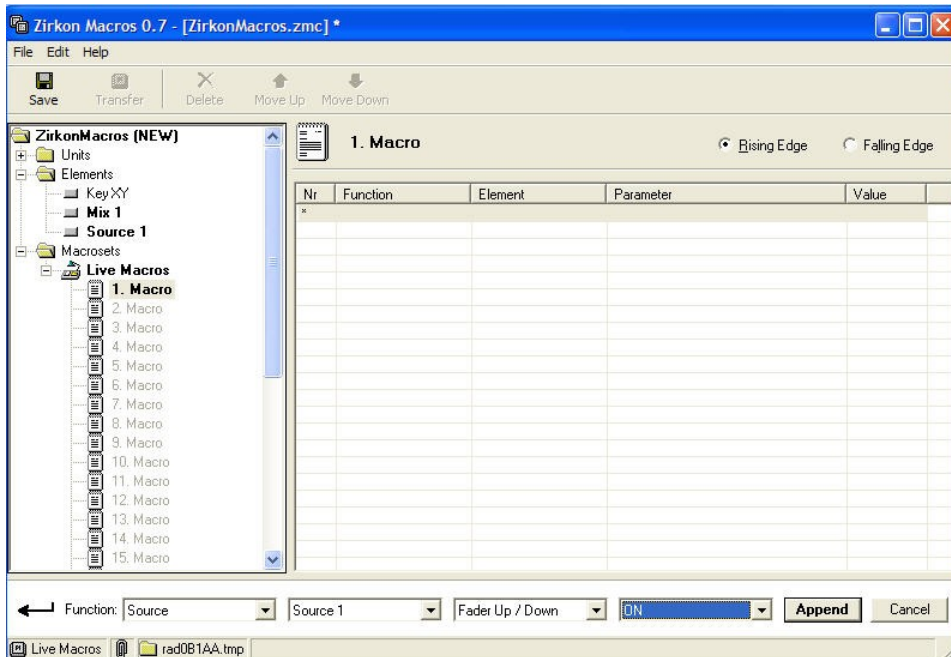 Zirkon Macros 0.7 - [ZirkonMacros.zmc] *
File Edit Help
Save Transfer Delete Move Up Move Down
ZirkonMacros (NEW)
Units
Elements
Key XY
Mix 1
Source 1
Macrosets
Live Macros
1. Macro
2. Macro
3. Macro
4. Macro
5. Macro
6. Macro
7. Macro
8. Macro
9. Macro
10. Macro
11. Macro
12. Macro
13. Macro
14. Macro
15. Macro
1. Macro Rising Edge Falling Edge
Nr Function Element Parameter Value
*
Function: Source Source 1 Fader Up / Down ON Append Cancel
Live Macros rad0B1AA.tmp